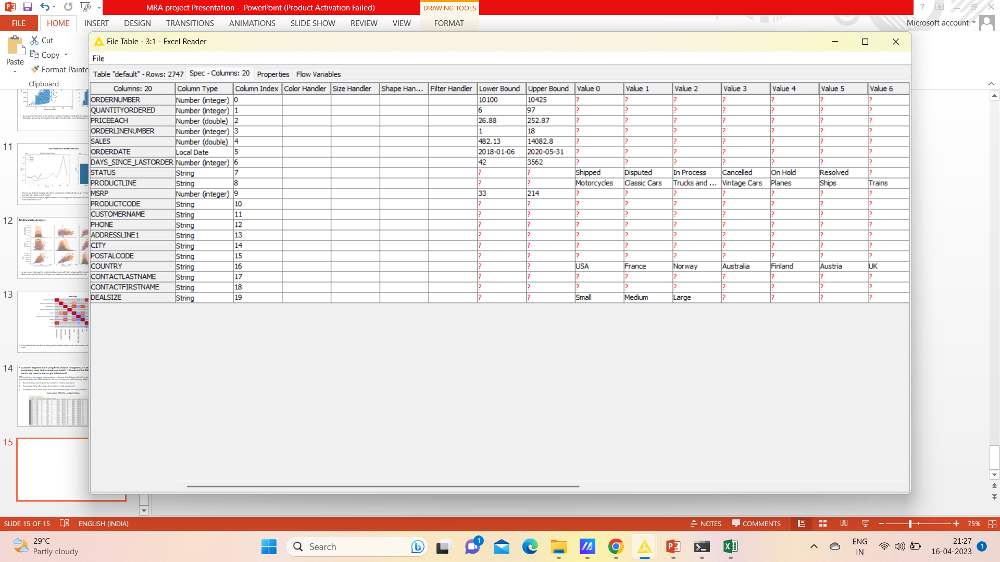 MRA project Presentation - PowerPoint (Product Activation Failed)
DRAWING TOOLS
FILE HOME INSERT DESIGN TRANSITIONS ANIMATIONS SLIDE SHOW REVIEW VIEW FORMAT
Microsoft account
Paste
Cut
Copy
Format Painte
Clipboard
File Table - 3:1 - Excel Reader
File
Table "default" - Rows: 2747 Spec - Columns: 20 Properties Flow Variables
Columns: 20 Column Type Column Index Color Handler Size Handler Shape Han... Filter Handler Lower Bound Upper Bound Value 0 Value 1 Value 2 Value 3 Value 4 Value 5 Value 6
ORDERNUMBER Number (integer) 0 10100 10425 ? ? ? ? ? ? ?
QUANTITYORDERED Number (integer) 1 6 97 ? ? ? ? ? ? ?
PRICEEACH Number (double) 2 26.88 252.87 ? ? ? ? ? ? ?
ORDERLINENUMBER Number (integer) 3 1 18 ? ? ? ? ? ? ?
SALES Number (double) 4 482.13 14082.8 ? ? ? ? ? ? ?
ORDERDATE Local Date 5 2018-01-06 2020-05-31 ? ? ? ? ? ? ?
DAYS_SINCE_LASTORDER Number (integer) 6 42 3562 ? ? ? ? ? ? ?
STATUS String 7 ? ? Shipped Disputed In Process Cancelled On Hold Resolved ?
PRODUCTLINE String 8 ? ? Motorcycles Classic Cars Trucks and ... Vintage Cars Planes Ships Trains
MSRP Number (integer) 9 33 214 ? ? ? ? ? ? ?
PRODUCTCODE String 10 ? ? ? ? ? ? ? ? ?
CUSTOMERNAME String 11 ? ? ? ? ? ? ? ? ?
PHONE String 12 ? ? ? ? ? ? ? ? ?
ADDRESSLINE1 String 13 ? ? ? ? ? ? ? ? ?
CITY String 14 ? ? ? ? ? ? ? ? ?
POSTALCODE String 15 ? ? ? ? ? ? ? ? ?
COUNTRY String 16 ? ? USA France Norway Australia Finland Austria UK
CONTACTLASTNAME String 17 ? ? ? ? ? ? ? ? ?
CONTACTFIRSTNAME String 18 ? ? ? ? ? ? ? ? ?
DEALSIZE String 19 ? ? Small Medium Large ? ? ? ?
11
12
Multivariate Analysis
13
Heat Map
14
15
SLIDE 15 OF 15 ENGLISH (INDIA) NOTES COMMENTS 75%
29°C
Partly cloudy
Search
1
ENG
IN
21:27
16-04-2023
1